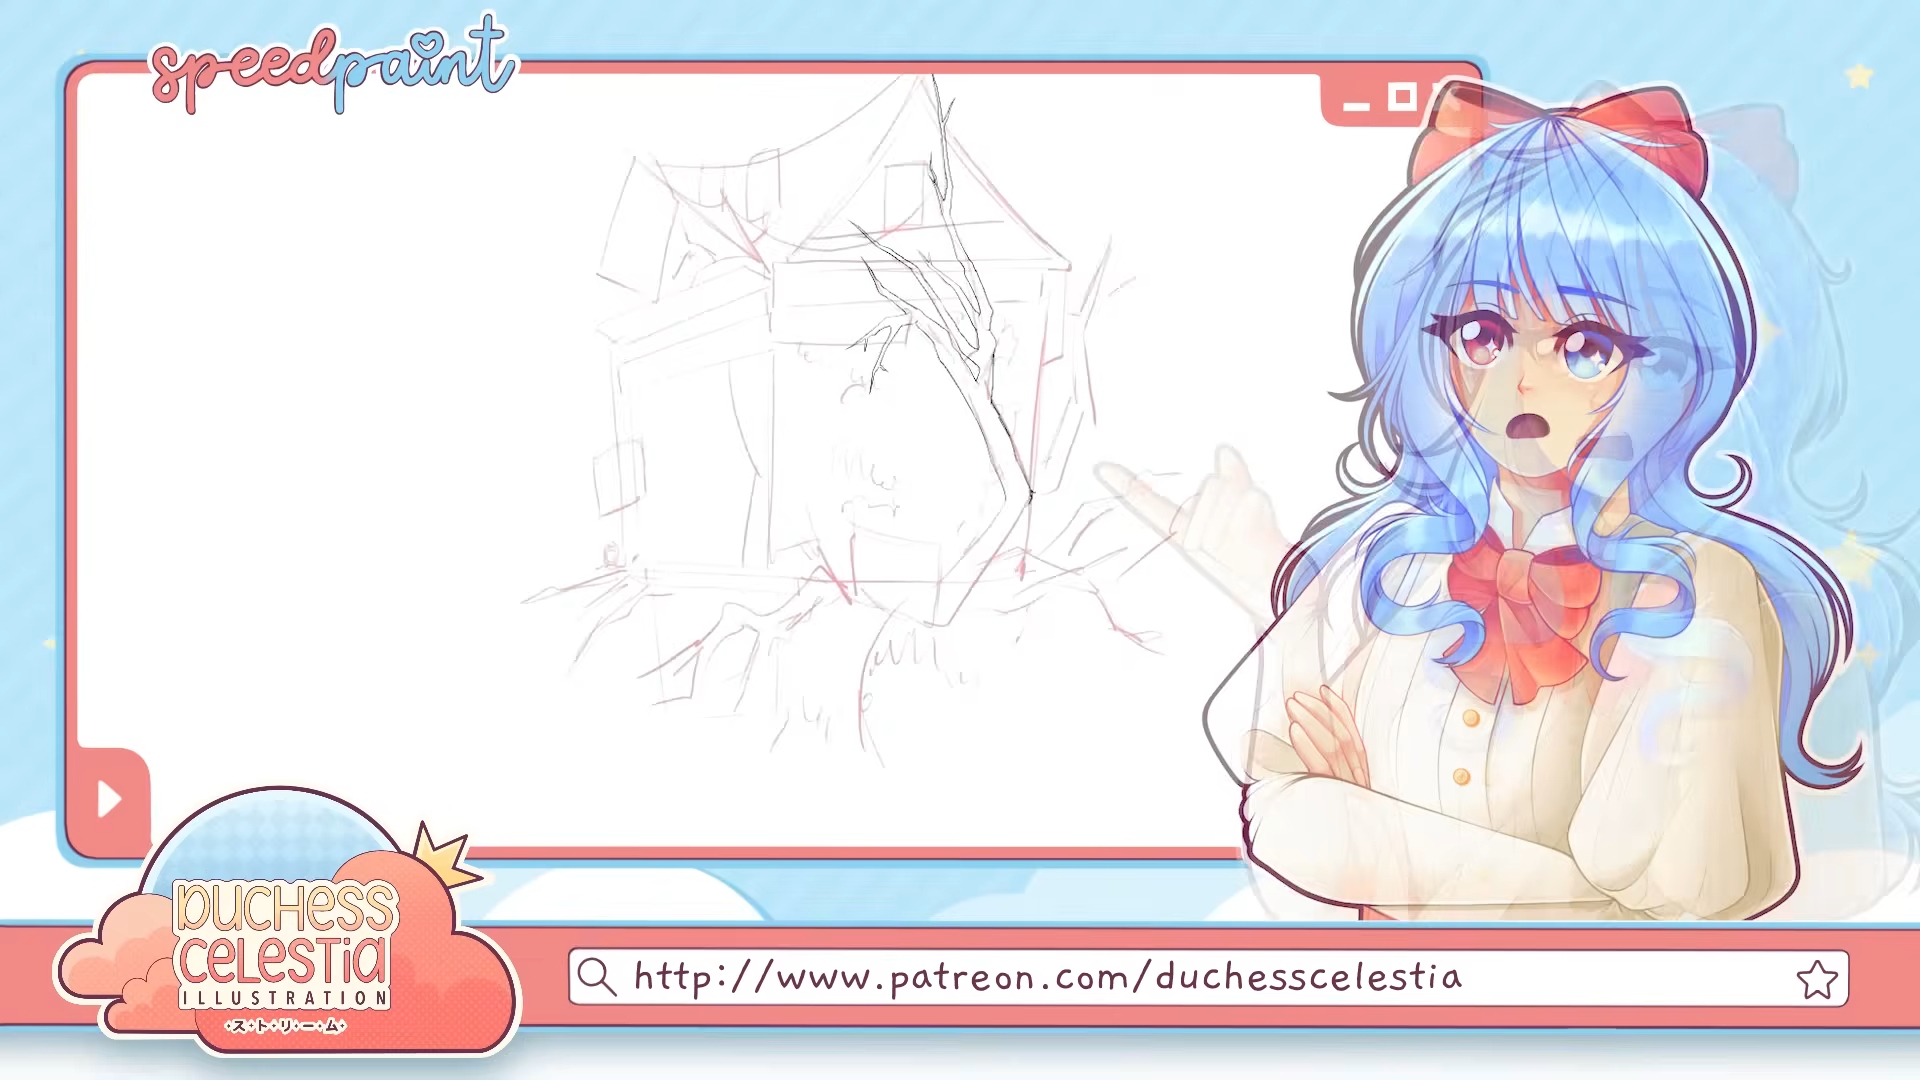 speedpaint
DUCHESS
CELESTIA
ILLUSTRATION
・ス・ト・リ・ー・ム・
http://www.patreon.com/duchesscelestia